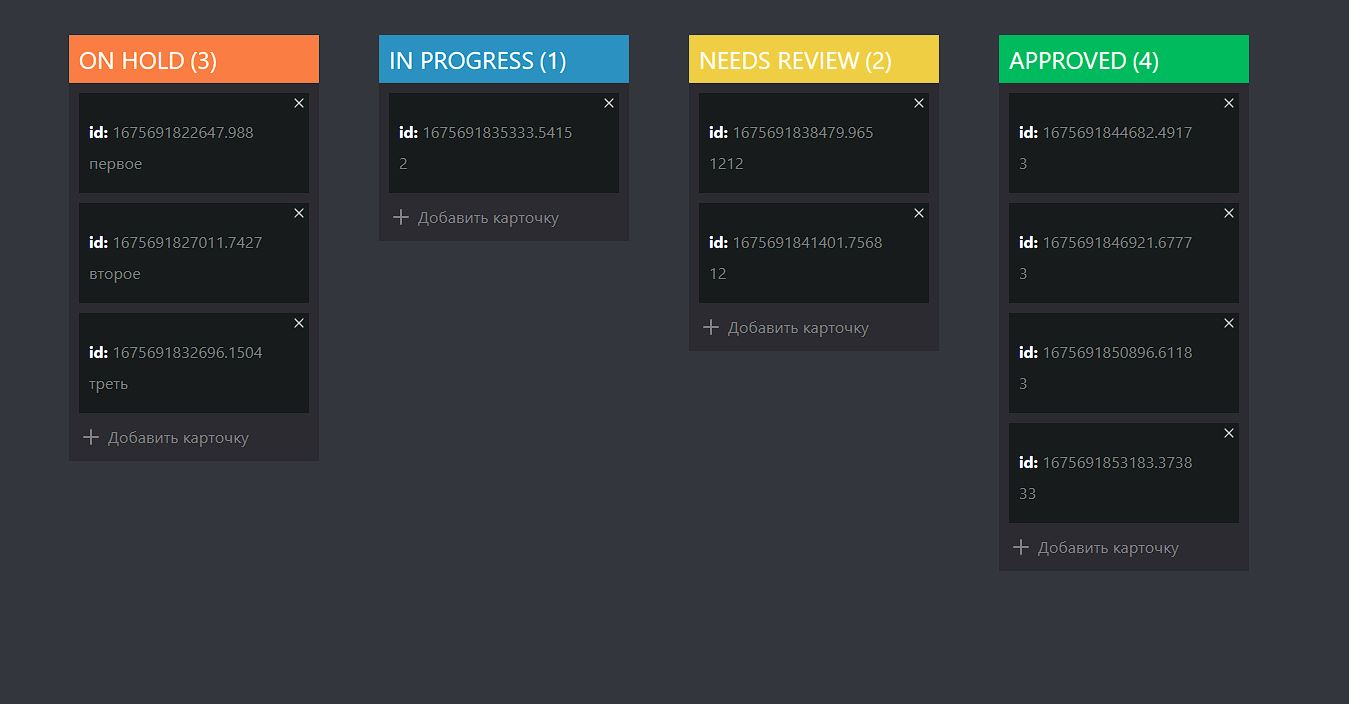 ON HOLD (3)
id: 1675691822647.988
первое
id: 1675691827011.7427
второе
id: 1675691832696.1504
треть
Добавить карточку
IN PROGRESS (1)
id: 1675691835333.5415
2
Добавить карточку
NEEDS REVIEW (2)
id: 1675691838479.965
1212
id: 1675691841401.7568
12
Добавить карточку
APPROVED (4)
id: 1675691844682.4917
3
id: 1675691846921.6777
3
id: 1675691850896.6118
3
id: 1675691853183.3738
33
Добавить карточку